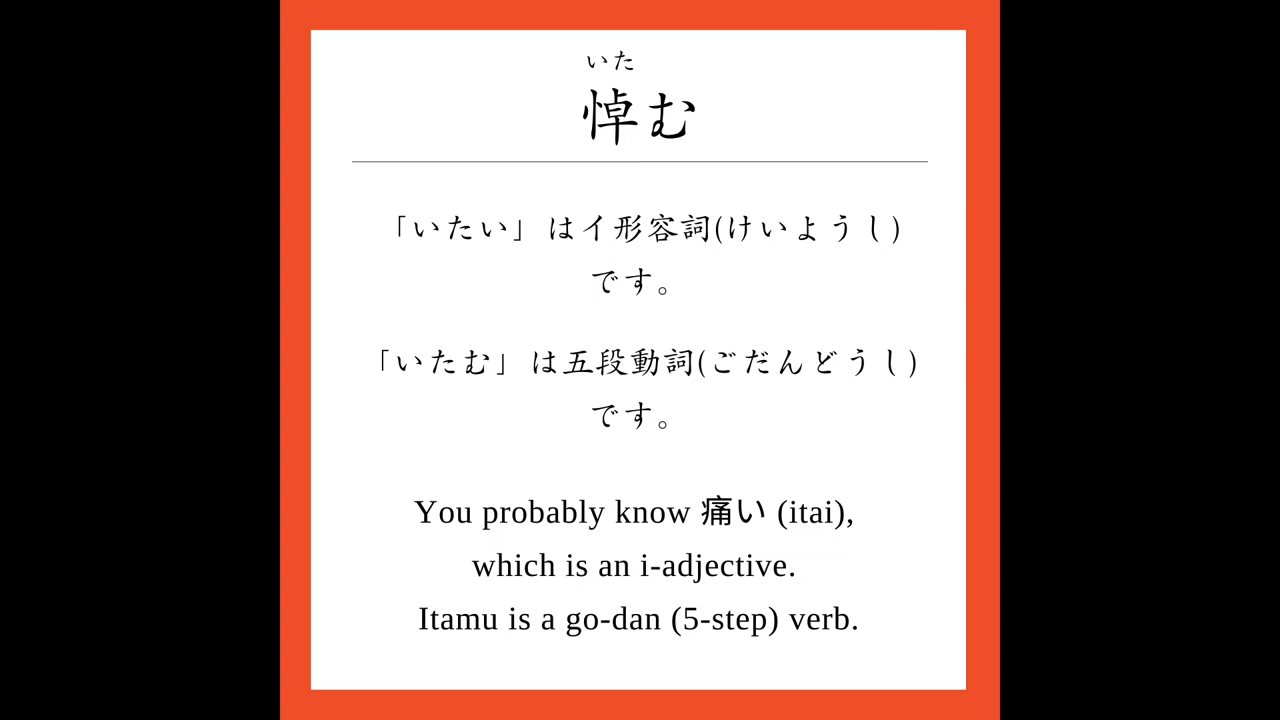 いた
悼む
「いたい」はイ形容詞(けいようし)
です。
「いたむ」は五段動詞(ごだんどうし)
です。
You probably know 痛い (itai),
which is an i-adjective.
Itamu is a go-dan (5-step) verb.